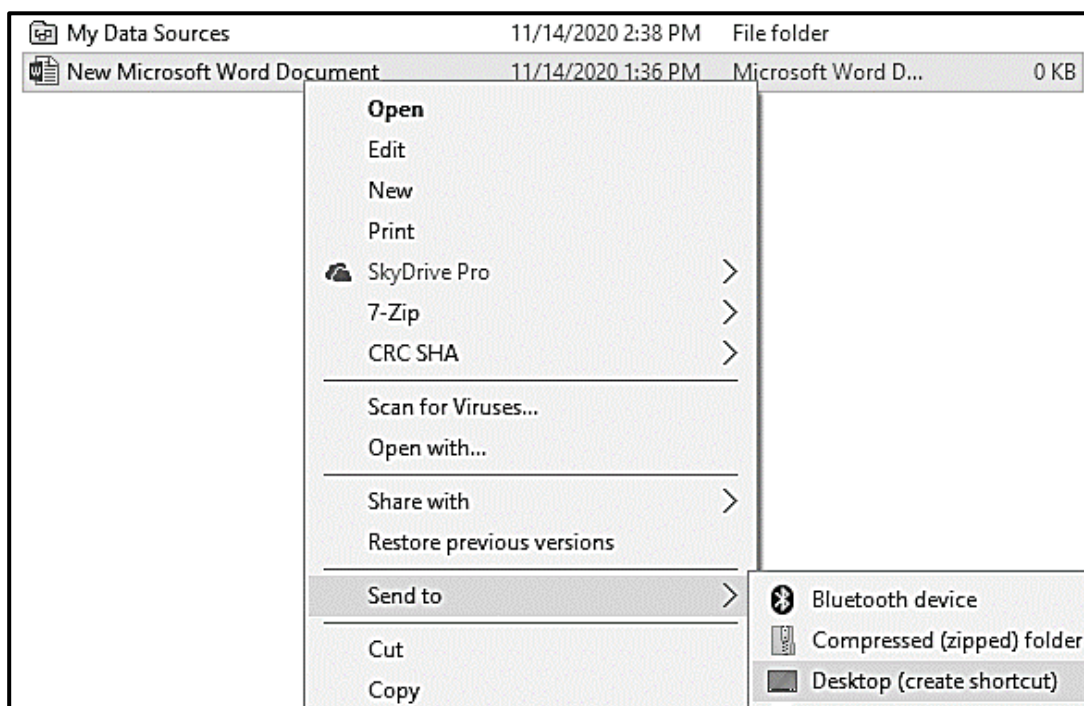 My Data Sources 11/14/2020 2:38 PM File folder
New Microsoft Word Document 11/14/2020 1:36 PM Microsoft Word D... 0 KB
Open
Edit
New
Print
SkyDrive Pro
7-Zip
CRC SHA
Scan for Viruses...
Open with...
Share with
Restore previous versions
Send to
Bluetooth device
Compressed (zipped) folder
Desktop (create shortcut)
Cut
Copy